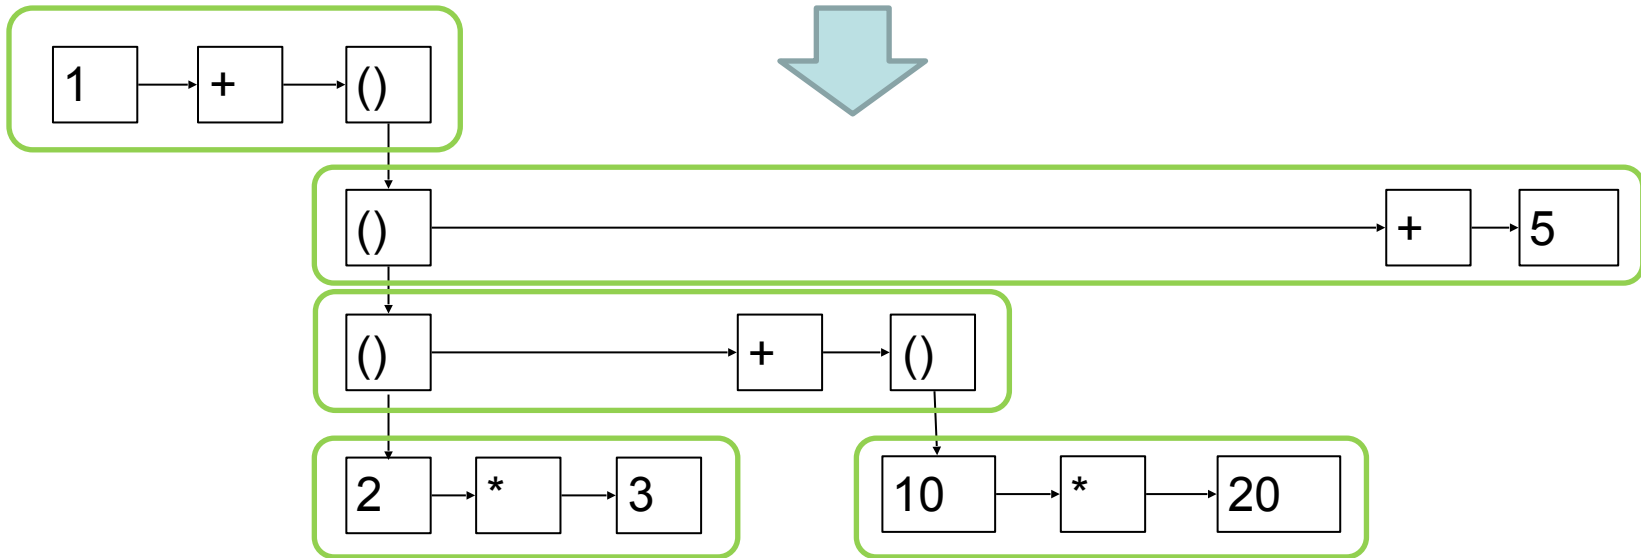 1 + ()
() + 5
() + ()
2 * 3 10 * 20